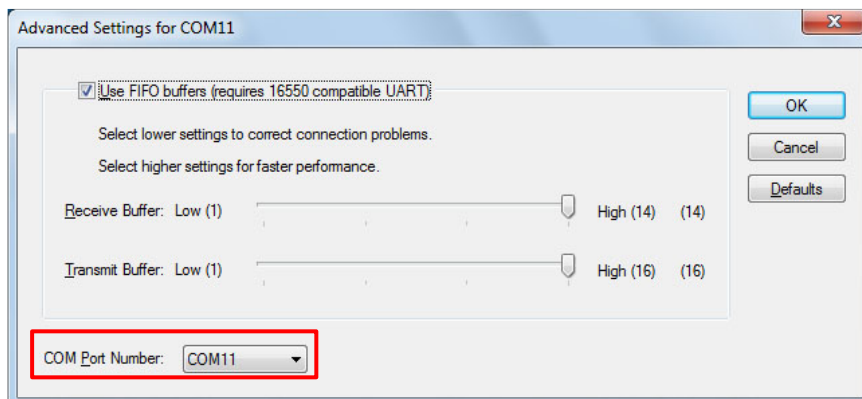 Advanced Settings for COM11
Use FIFO buffers (requires 16550 compatible UART)
OK
Select lower settings to correct connection problems.
Cancel
Select higher settings for faster performance.
Defaults
Receive Buffer: Low (1) High (14) (14)
Transmit Buffer: Low (1) High (16) (16)
COM Port Number: COM11